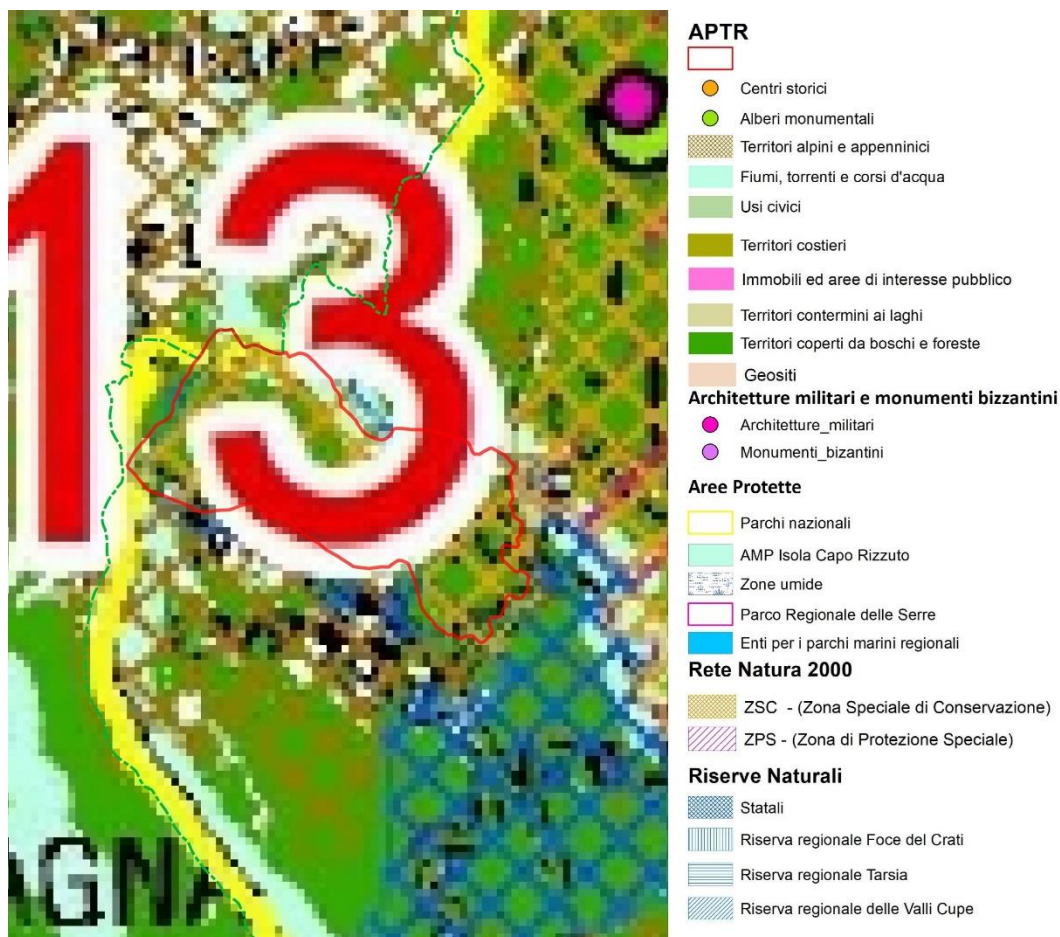 13
AGNA
APTR
Centri storici
Alberi monumentali
Territori alpini e appenninici
Fiumi, torrenti e corsi d'acqua
Usi civici
Territori costieri
Immobili ed aree di interesse pubblico
Territori contermini ai laghi
Territori coperti da boschi e foreste
Geositi
Architetture militari e monumenti bizzantini
Architetture_militari
Monumenti_bizantini
Aree Protette
Parchi nazionali
AMP Isola Capo Rizzuto
Zone umide
Parco Regionale delle Serre
Enti per i parchi marini regionali
Rete Natura 2000
ZSC - (Zona Speciale di Conservazione)
ZPS - (Zona di Protezione Speciale)
Riserve Naturali
Statali
Riserva regionale Foce del Crati
Riserva regionale Tarsia
Riserva regionale delle Valli Cupe